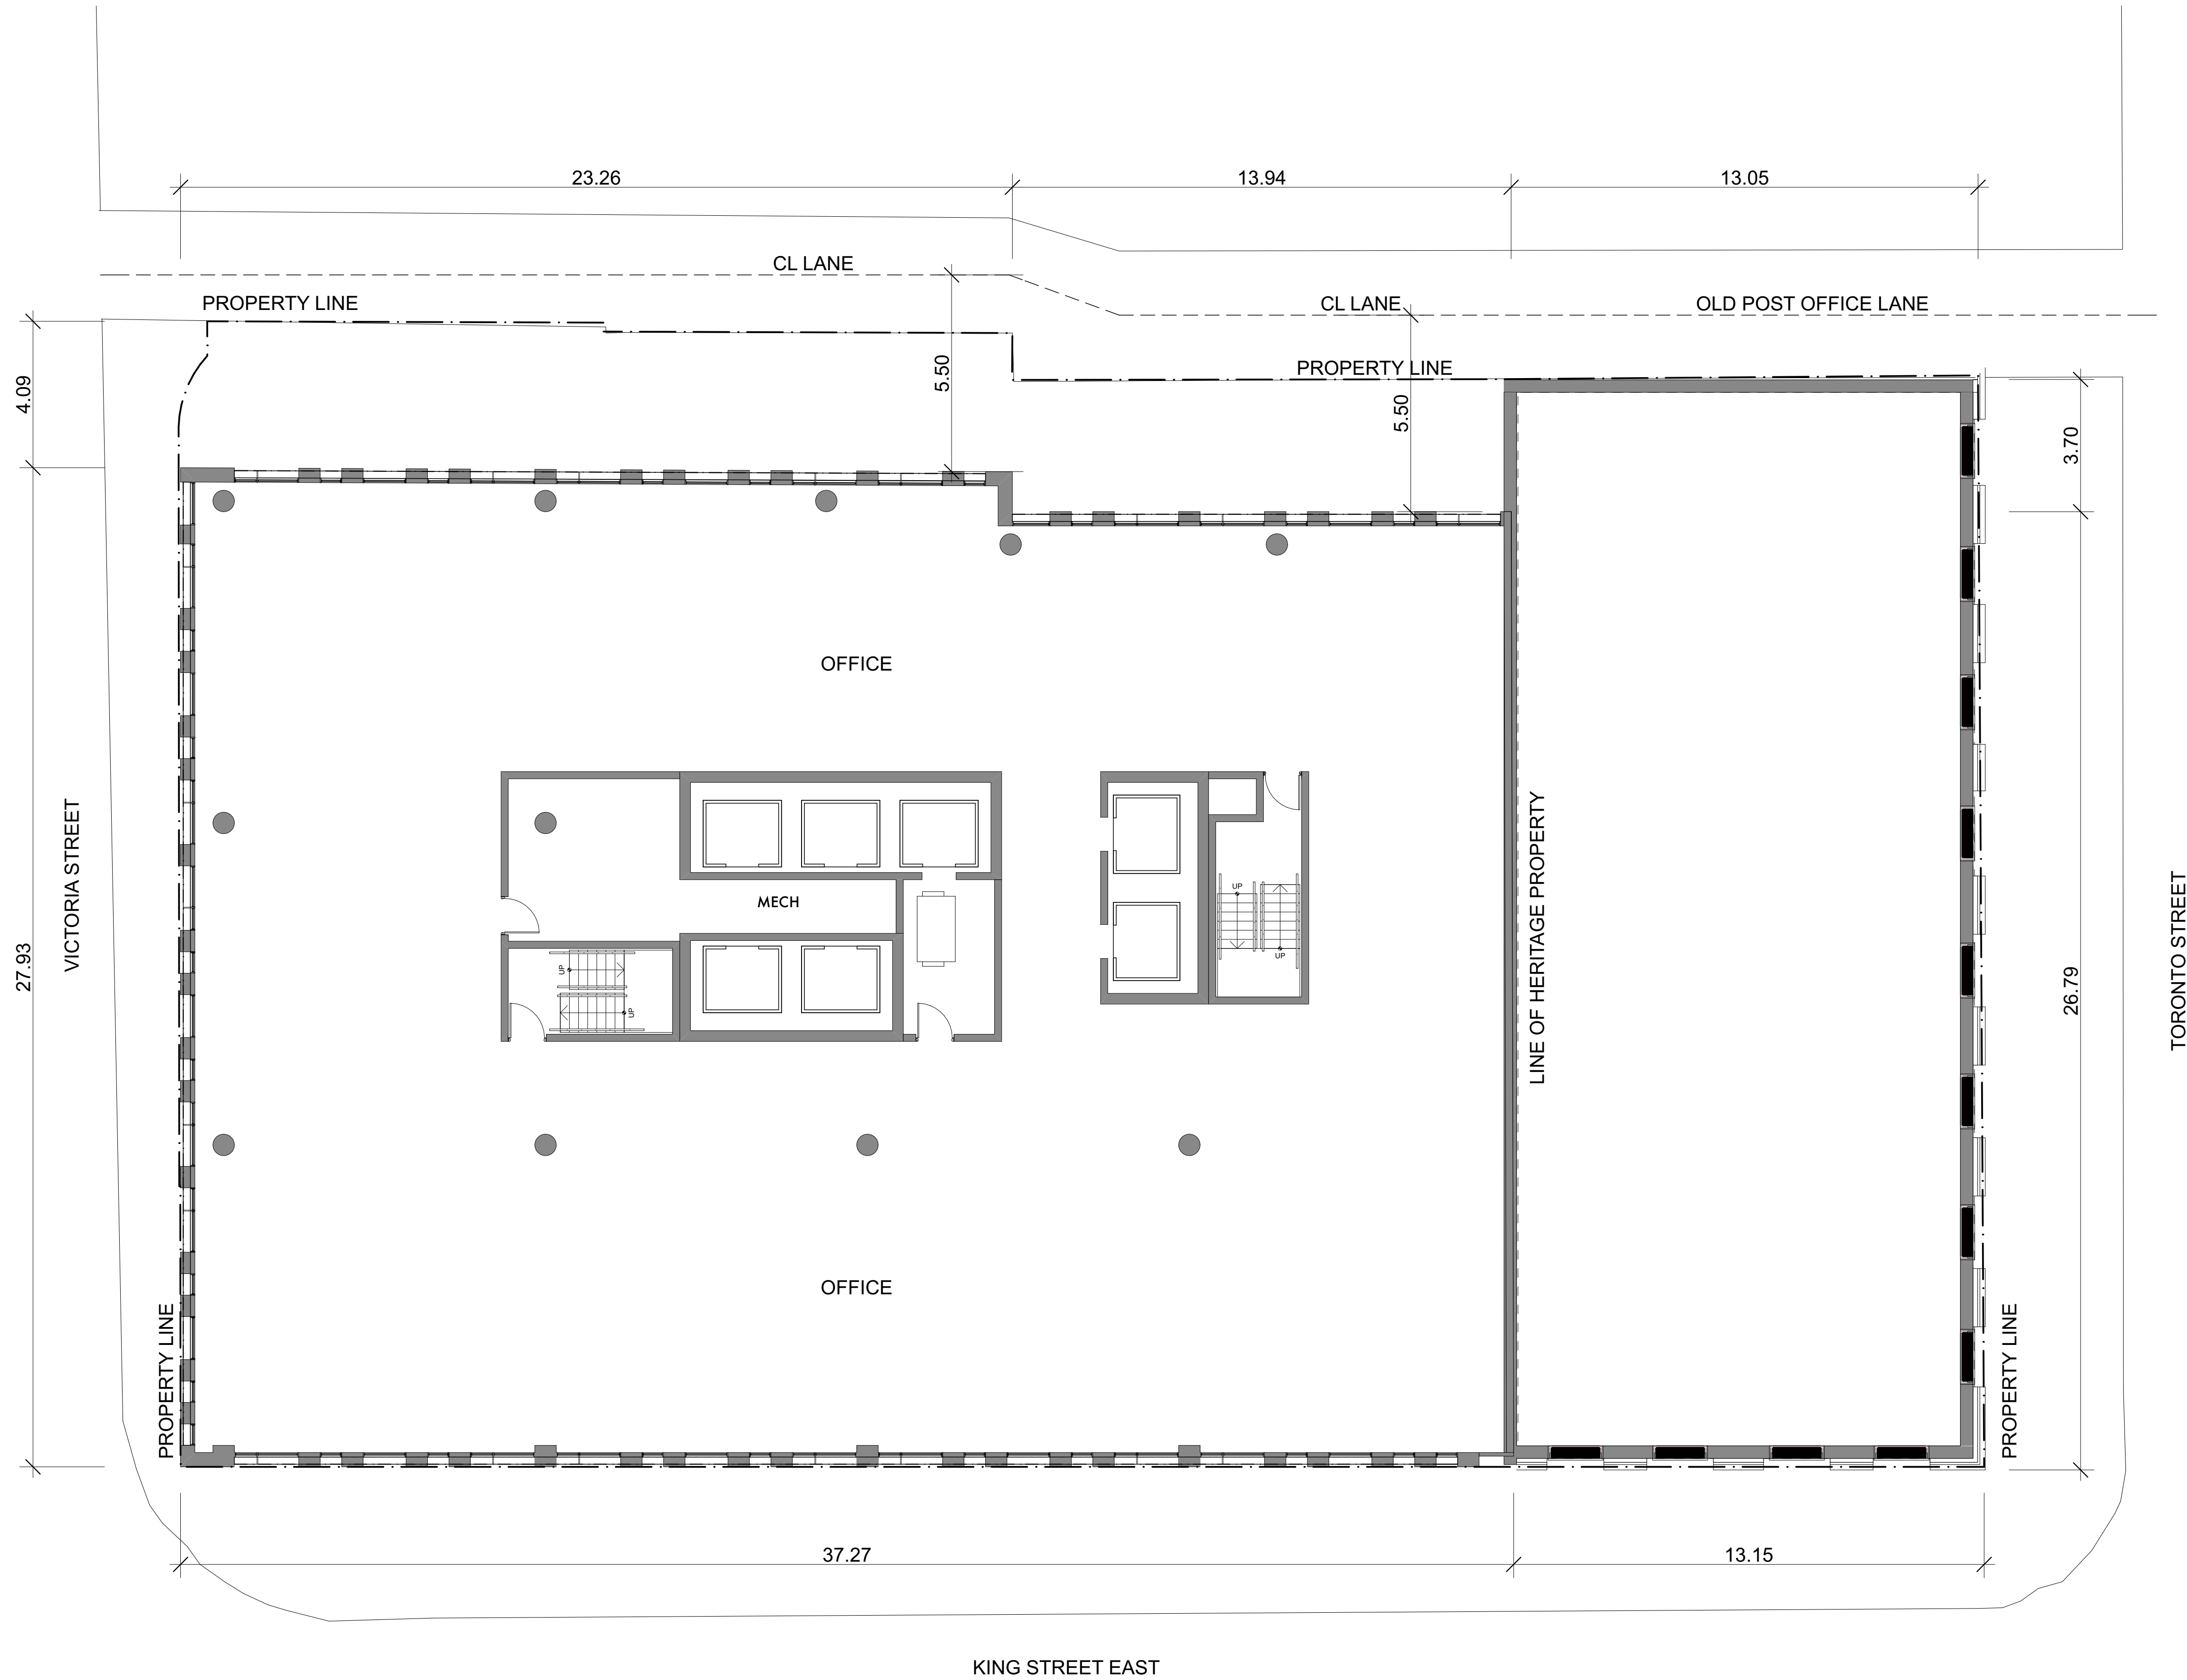 23.26
13.94
13.05
CL LANE
PROPERTY LINE
CL LANE
OLD POST OFFICE LANE
PROPERTY LINE
4.09
5.50
5.50
3.70
OFFICE
VICTORIA STREET
MECH
UP
UP
UP
UP
LINE OF HERITAGE PROPERTY
TORONTO STREET
27.93
26.79
OFFICE
PROPERTY LINE
PROPERTY LINE
37.27
13.15
KING STREET EAST